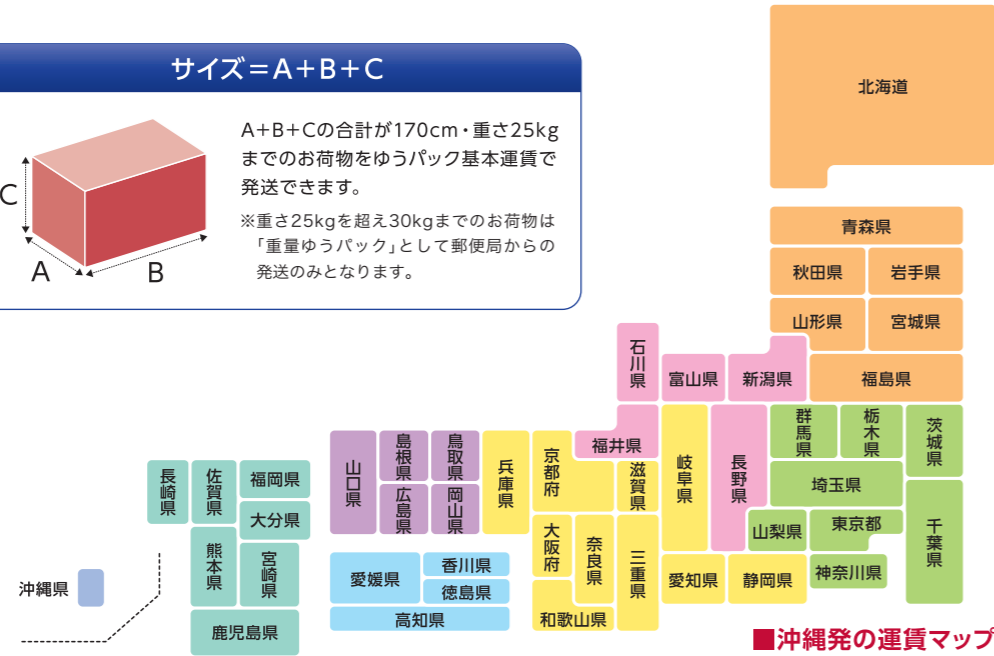 サイズ=A+B+C
A+B+Cの合計が170cm・重さ25kg
までのお荷物をゆうパック基本運賃で
発送できます。
※重さ25kgを超え30kgまでのお荷物は
「重量ゆうパック」として郵便局からの
発送のみとなります。
C
A
B
北海道
青森県
秋田県
岩手県
山形県
宮城県
福島県
石川県
富山県
新潟県
福井県
長野県
群馬県
栃木県
茨城県
埼玉県
山梨県
東京都
千葉県
神奈川県
岐阜県
愛知県
静岡県
三重県
滋賀県
京都府
兵庫県
大阪府
奈良県
和歌山県
鳥取県
島根県
岡山県
広島県
山口県
香川県
愛媛県
徳島県
高知県
福岡県
佐賀県
長崎県
大分県
熊本県
宮崎県
鹿児島県
沖縄県
■沖縄発の運賃マップ